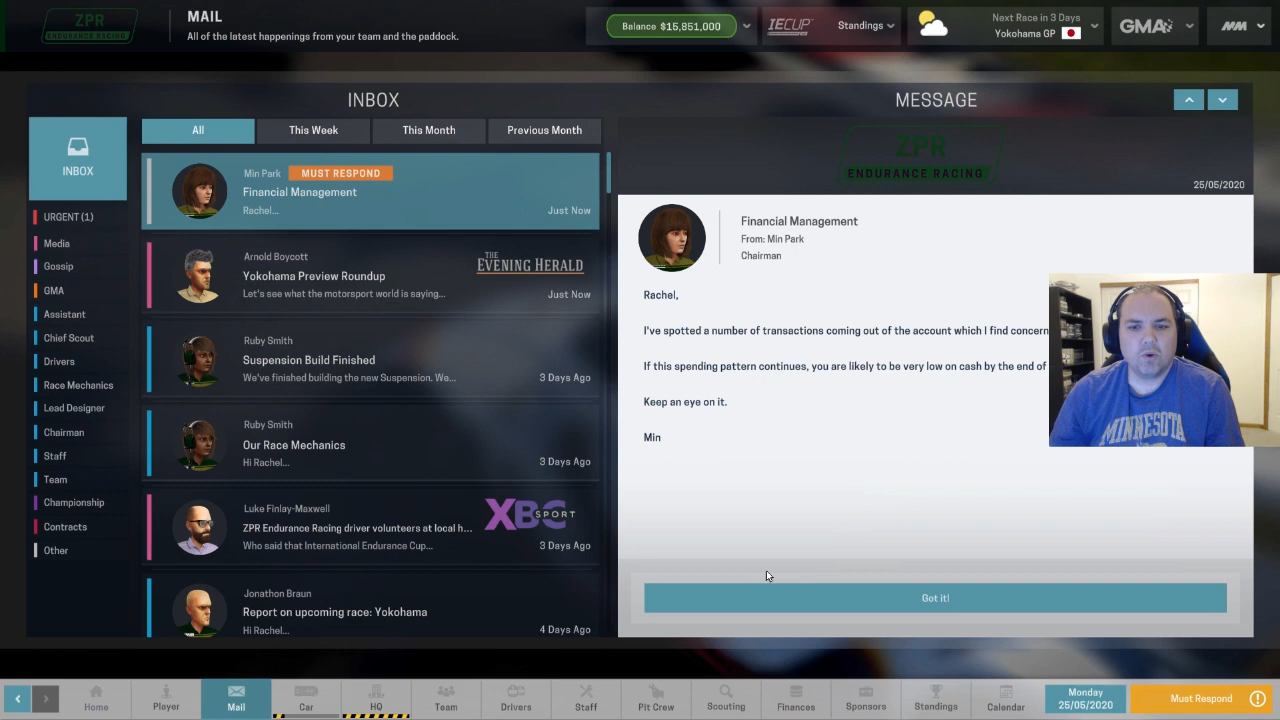 ZPR
ENDURANCE RACING
MAIL
All of the latest happenings from your team and the paddock.
Balance $15,851,000
IECUP
Standings
Next Race in 3 Days
Yokohama GP
GMA
INBOX
MESSAGE
INBOX
All
This Week
This Month
Previous Month
URGENT (1)
Media
Gossip
GMA
Assistant
Chief Scout
Drivers
Race Mechanics
Lead Designer
Chairman
Staff
Team
Championship
Contracts
Other
Min Park
MUST RESPOND
Financial Management
Rachel...
Just Now
Arnold Boycott
THE EVENING HERALD
Yokohama Preview Roundup
Let's see what the motorsport world is saying...
Just Now
Ruby Smith
Suspension Build Finished
We've finished building the new Suspension. We...
3 Days Ago
Ruby Smith
Our Race Mechanics
Hi Rachel...
3 Days Ago
Luke Finlay-Maxwell
XBC SPORT
ZPR Endurance Racing driver volunteers at local h...
Who said that International Endurance Cup...
3 Days Ago
Jonathon Braun
Report on upcoming race: Yokohama
Hi Rachel...
4 Days Ago
ZPR
ENDURANCE RACING
25/05/2020
Financial Management
From: Min Park
Chairman
Rachel,
I've spotted a number of transactions coming out of the account which I find concern
If this spending pattern continues, you are likely to be very low on cash by the end of
Keep an eye on it.
Min
MINNESOTA
Got it!
Home
Player
Mail
Car
HQ
Team
Drivers
Staff
Pit Crew
Scouting
Finances
Sponsors
Standings
Calendar
Monday
25/05/2020
Must Respond